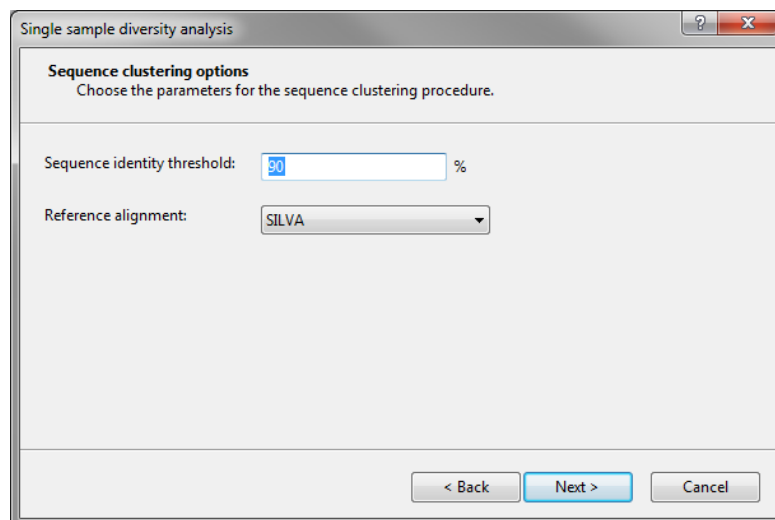 Single sample diversity analysis
?
Sequence clustering options
Choose the parameters for the sequence clustering procedure.
Sequence identity threshold: 90 %
Reference alignment: SILVA
< Back Next > Cancel